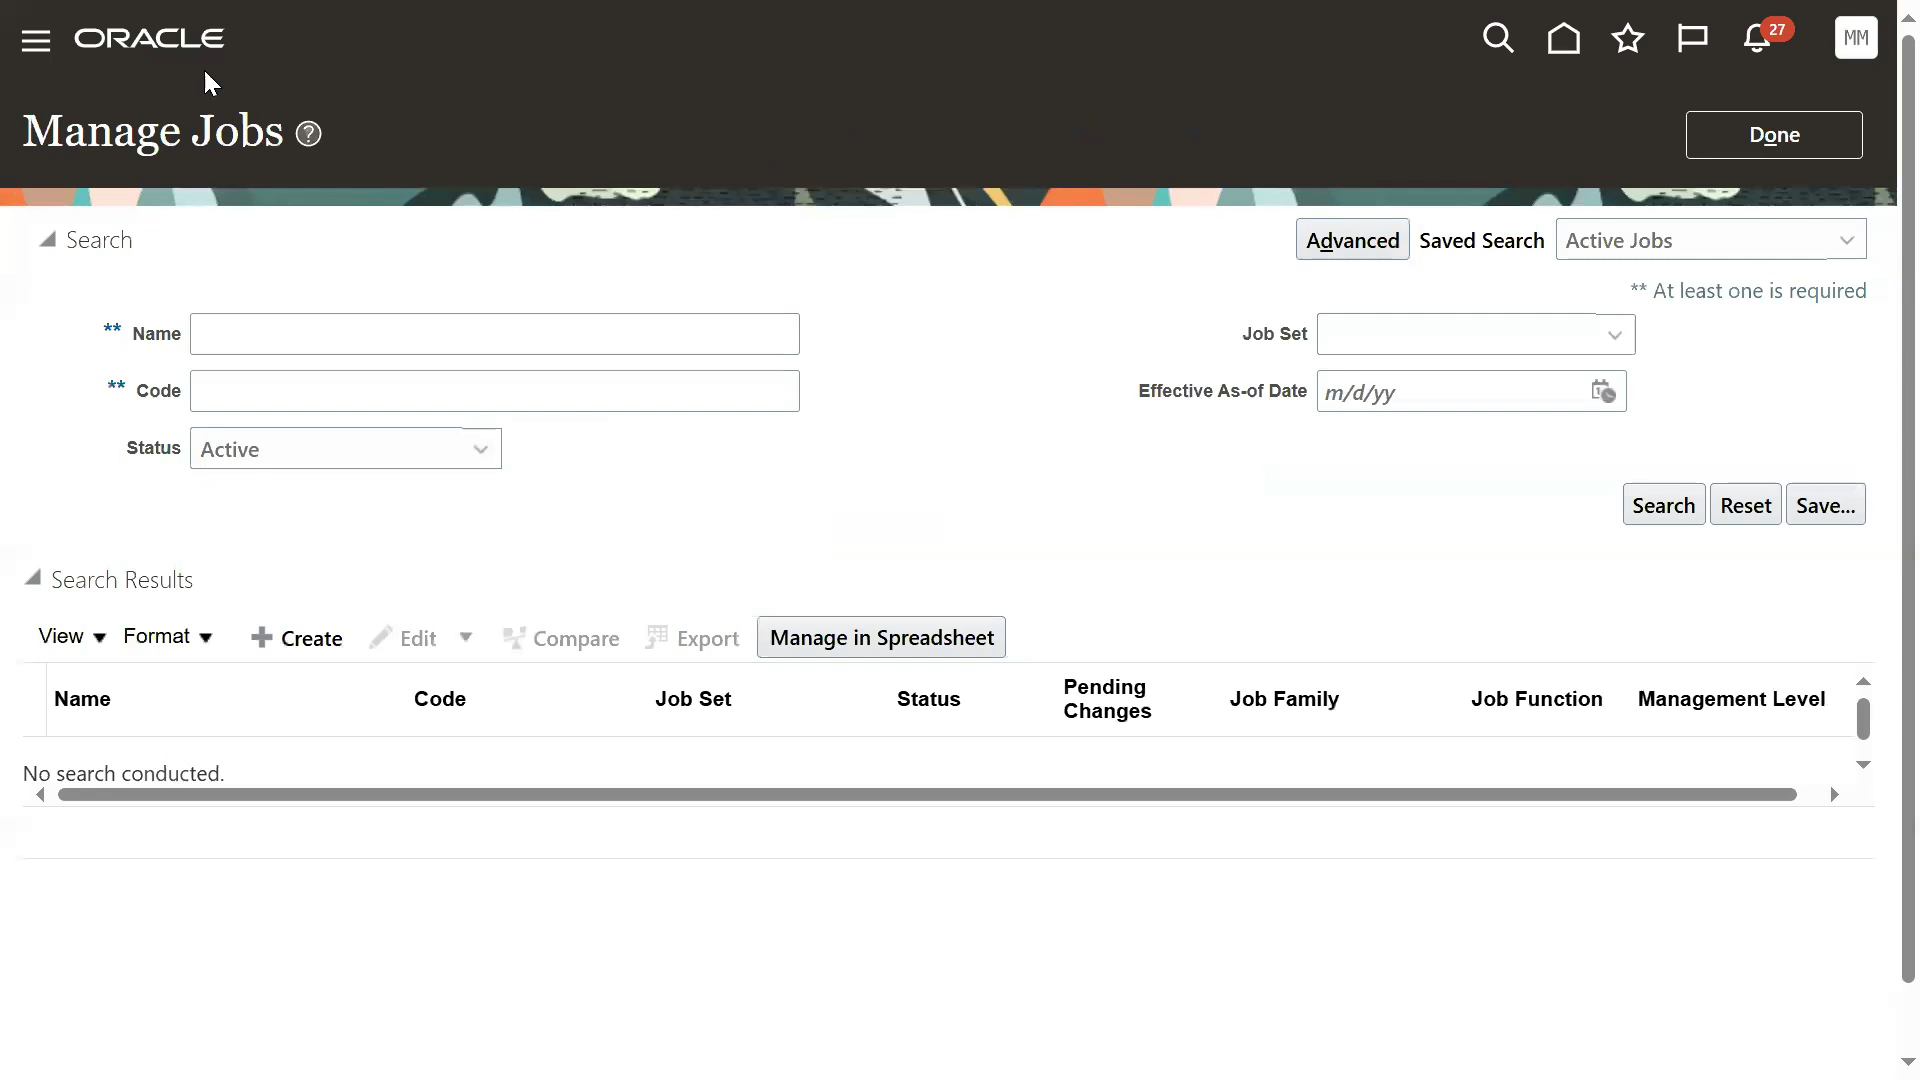 ORACLE
27
MM
Manage Jobs ?
Done
Search
Advanced Saved Search Active Jobs
** At least one is required
** Name
Job Set
** Code
Effective As-of Date m/d/yy
Status Active
Search Reset Save...
Search Results
View Format Create Edit Compare Export Manage in Spreadsheet
Name Code Job Set Status Pending Changes Job Family Job Function Management Level
No search conducted.